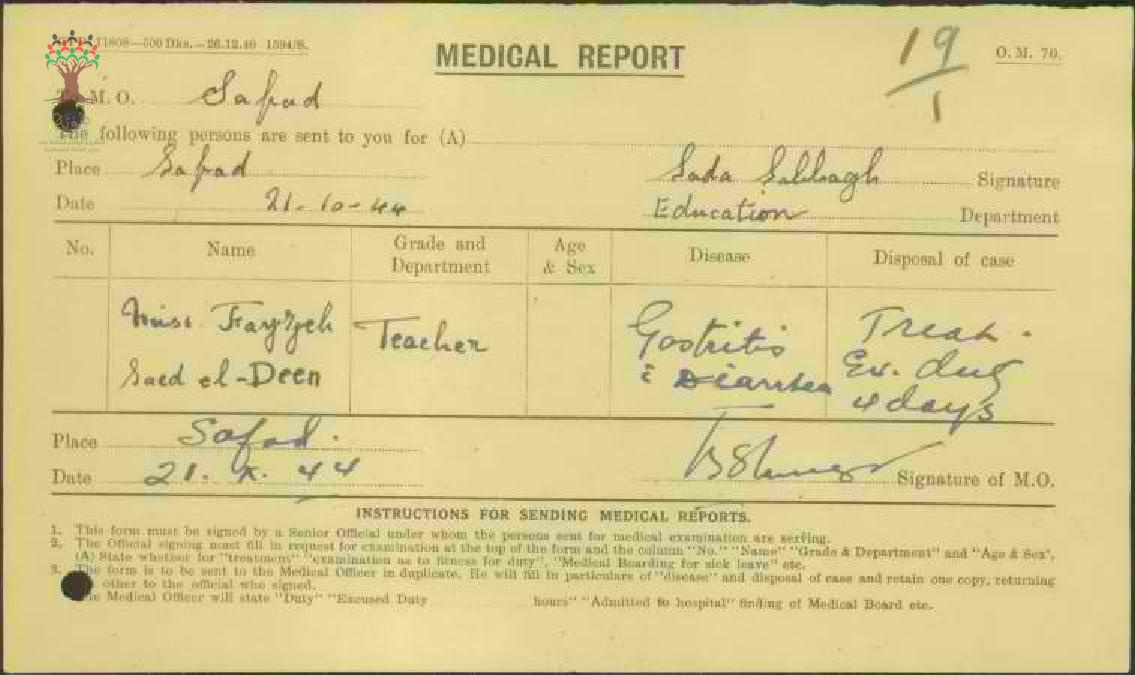 11808—500 Bks.—26.12.40 1594/S.
MEDICAL REPORT
19/1
O.M. 70.
To M.O. Safad
The following persons are sent to you for (A)
Place Safad
Sada Sabbagh Signature
Date 21-10-44
Education Department
No. Name Grade and Department Age & Sex Disease Disposal of case
Miss Fayzeh Saed el-Deen Teacher Gastritis & Diarrhea Treat. Ex. duty 4 days
Place Safad.
Date 21. X. 44
Signature of M.O.
INSTRUCTIONS FOR SENDING MEDICAL REPORTS.
1. This form must be signed by a Senior Official under whom the persons sent for medical examination are serving.
2. The Official signing must fill in request for examination at the top of the form and the column "No." "Name" "Grade & Department" and "Age & Sex",
(A) State whether for "treatment" "examination as to fitness for duty", "Medical Boarding for sick leave" etc.
3. The form is to be sent to the Medical Officer in duplicate. He will fill in particulars of "disease" and disposal of case and retain one copy, returning
other to the official who signed.
Medical Officer will state "Duty" "Excused Duty hours" "Admitted to hospital" finding of Medical Board etc.